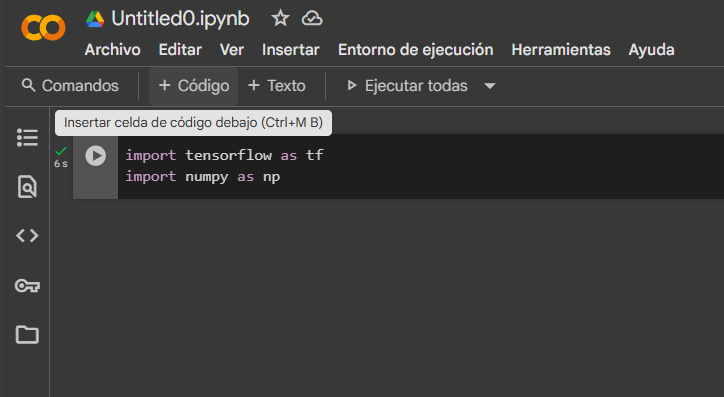 Untitled0.ipynb
Archivo Editar Ver Insertar Entorno de ejecución Herramientas Ayuda
Comandos + Código + Texto Ejecutar todas
Insertar celda de código debajo (Ctrl+M B)
6 s
import tensorflow as tf
import numpy as np